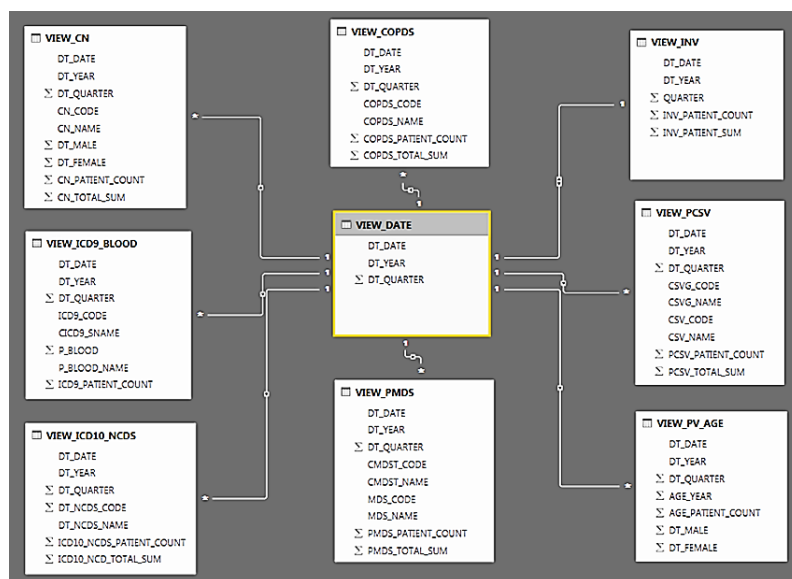 VIEW_CN
DT_DATE
DT_YEAR
Σ DT_QUARTER
CN_CODE
CN_NAME
Σ DT_MALE
Σ DT_FEMALE
Σ CN_PATIENT_COUNT
Σ CN_TOTAL_SUM
VIEW_COPDS
DT_DATE
DT_YEAR
Σ DT_QUARTER
COPDS_CODE
COPDS_NAME
Σ COPDS_PATIENT_COUNT
Σ COPDS_TOTAL_SUM
VIEW_INV
DT_DATE
DT_YEAR
Σ QUARTER
Σ INV_PATIENT_COUNT
Σ INV_PATIENT_SUM
VIEW_ICD9_BLOOD
DT_DATE
DT_YEAR
Σ DT_QUARTER
ICD9_CODE
CICD9_SNAME
Σ P_BLOOD
P_BLOOD_NAME
Σ ICD9_PATIENT_COUNT
VIEW_DATE
DT_DATE
DT_YEAR
Σ DT_QUARTER
VIEW_PCSV
DT_DATE
DT_YEAR
Σ DT_QUARTER
CSVG_CODE
CSVG_NAME
CSV_CODE
CSV_NAME
Σ PCSV_PATIENT_COUNT
Σ PCSV_TOTAL_SUM
VIEW_ICD10_NCDS
DT_DATE
DT_YEAR
Σ DT_QUARTER
Σ DT_NCDS_CODE
DT_NCDS_NAME
Σ ICD10_NCDS_PATIENT_COUNT
Σ ICD10_NCD_TOTAL_SUM
VIEW_PMDS
DT_DATE
DT_YEAR
Σ DT_QUARTER
CMDST_CODE
CMDST_NAME
MDS_CODE
MDS_NAME
Σ PMDS_PATIENT_COUNT
Σ PMDS_TOTAL_SUM
VIEW_PV_AGE
DT_DATE
DT_YEAR
Σ DT_QUARTER
Σ AGE_YEAR
Σ AGE_PATIENT_COUNT
Σ DT_MALE
Σ DT_FEMALE